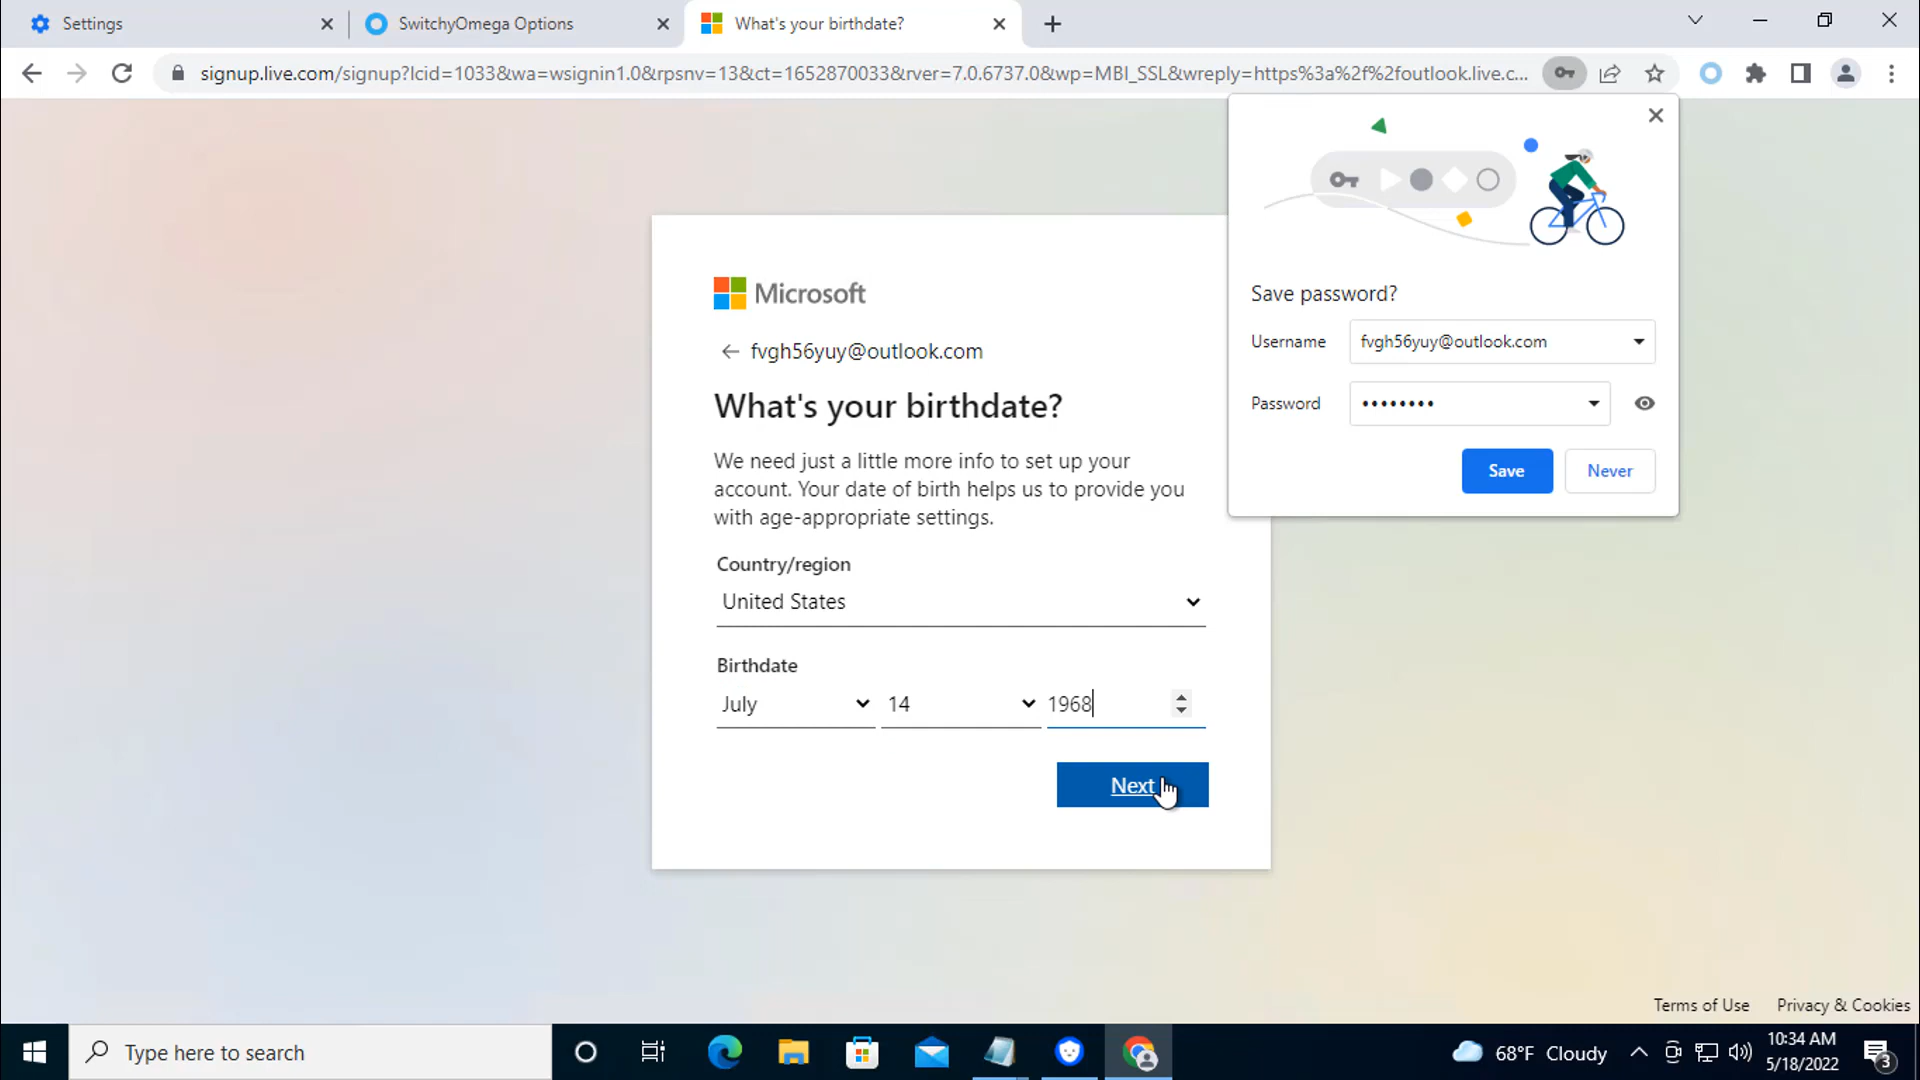 Settings
SwitchyOmega Options
What's your birthdate?
signup.live.com/signup?lcid=1033&wa=wsignin1.0&rpsnv=13&ct=1652870033&rver=7.0.6737.0&wp=MBI_SSL&wreply=https%3a%2f%2foutlook.live.c...
Save password?
Username
fvgh56yuy@outlook.com
Password
••••••••
Save
Never
Microsoft
fvgh56yuy@outlook.com
What's your birthdate?
We need just a little more info to set up your
account. Your date of birth helps us to provide you
with age-appropriate settings.
Country/region
United States
Birthdate
July
14
1968
Next
Terms of Use
Privacy & Cookies
Type here to search
68°F Cloudy
10:34 AM
5/18/2022
3